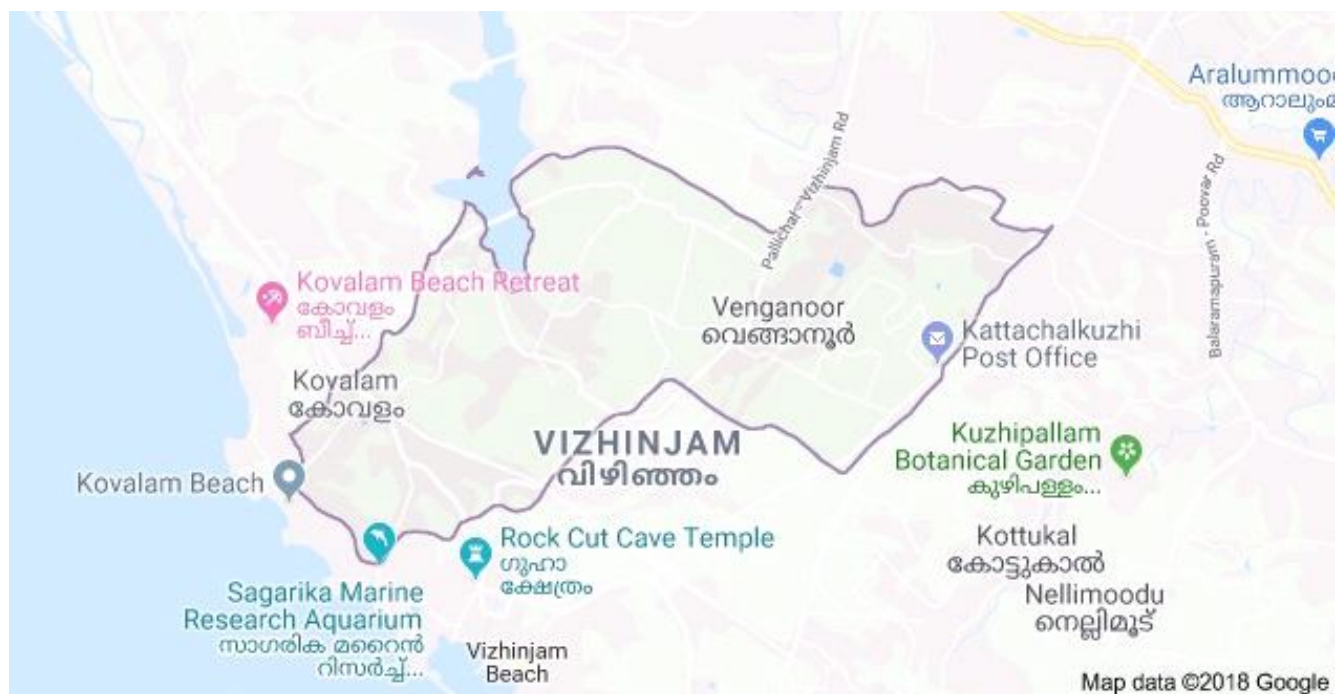 Aralummoo
ആറാലുംമ
Pallichal - Vizhinjam Rd
Balaramapuram - Poovar Rd
Kovalam Beach Retreat
കോവളം
ബീച്ച്...
Venganoor
വെങ്ങാനൂർ
Kattachalkuzhi
Post Office
Kovalam
കോവളം
VIZHINJAM
വിഴിഞ്ഞം
Kuzhipallam
Botanical Garden
കുഴിപള്ളം...
Kovalam Beach
Rock Cut Cave Temple
ഗുഹാ
ക്ഷേത്രം
Kottukal
കോട്ടുകാൽ
Sagarika Marine
Research Aquarium
സാഗരിക മറൈൻ
റിസർച്ച്...
Nellimoodu
നെല്ലിമൂട്
Vizhinjam
Beach
Map data ©2018 Google